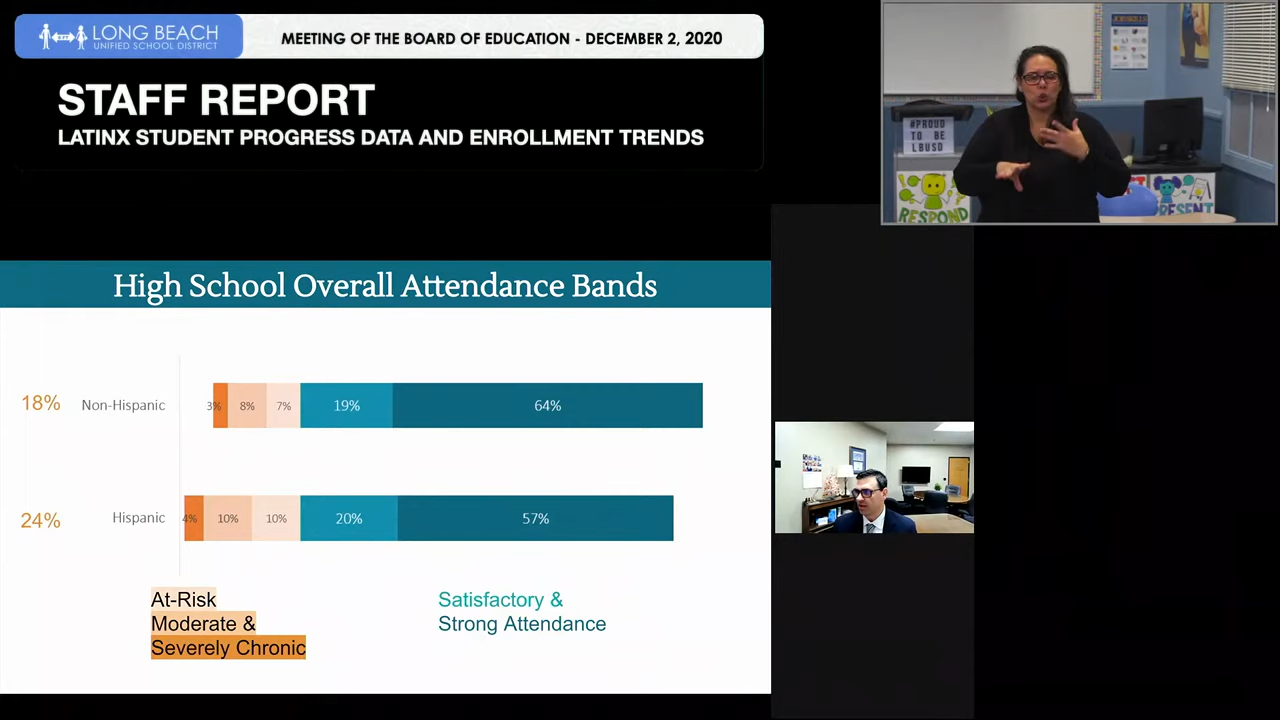 LONG BEACH
UNIFIED SCHOOL DISTRICT
MEETING OF THE BOARD OF EDUCATION - DECEMBER 2, 2020
STAFF REPORT
LATINX STUDENT PROGRESS DATA AND ENROLLMENT TRENDS
#PROUD
TO BE
LBUSD
RESPOND
PRESENT
High School Overall Attendance Bands
18%
Non-Hispanic
3%
8%
7%
19%
64%
24%
Hispanic
4%
10%
10%
20%
57%
At-Risk
Moderate &
Severely Chronic
Satisfactory &
Strong Attendance